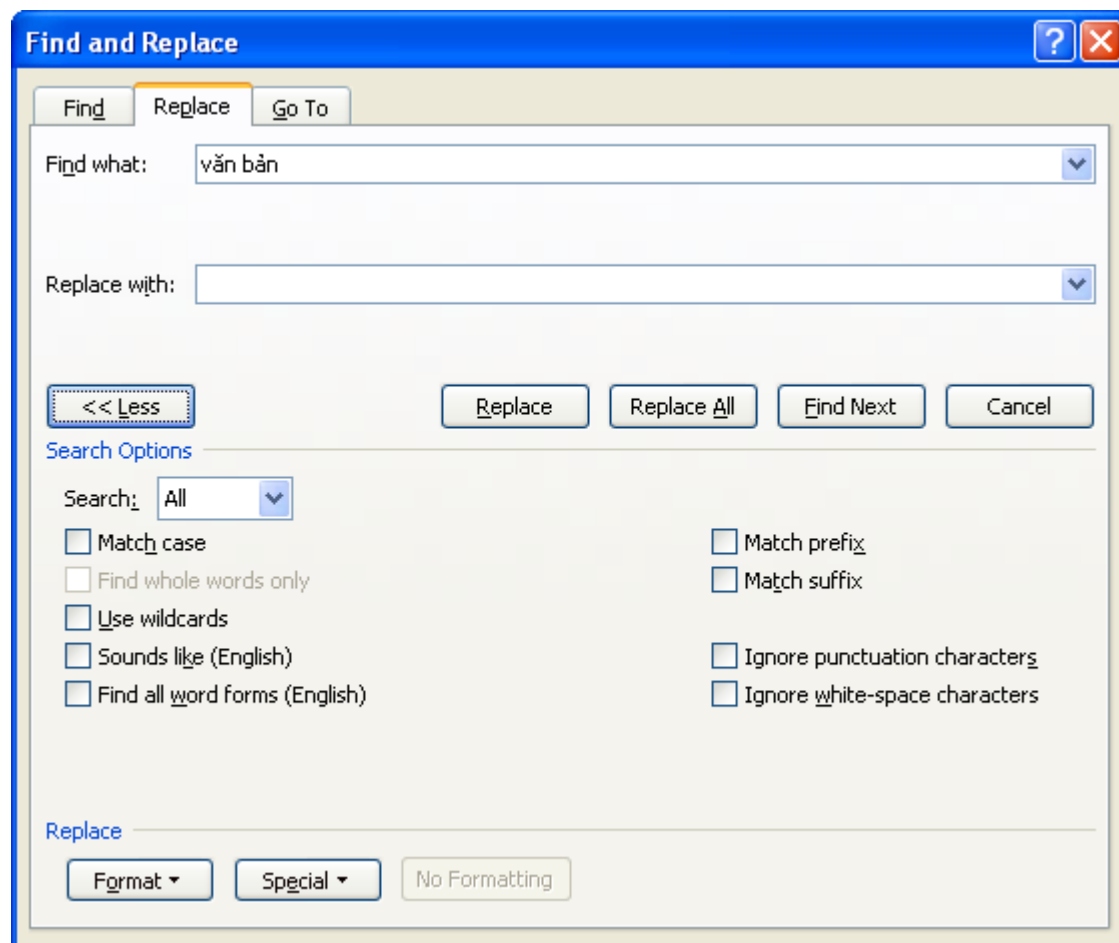 Find and Replace
Find Replace Go To
Find what: văn bản
Replace with:
<< Less Replace Replace All Find Next Cancel
Search Options
Search: All
Match case Match prefix
Find whole words only Match suffix
Use wildcards
Sounds like (English) Ignore punctuation characters
Find all word forms (English) Ignore white-space characters
Replace
Format Special No Formatting